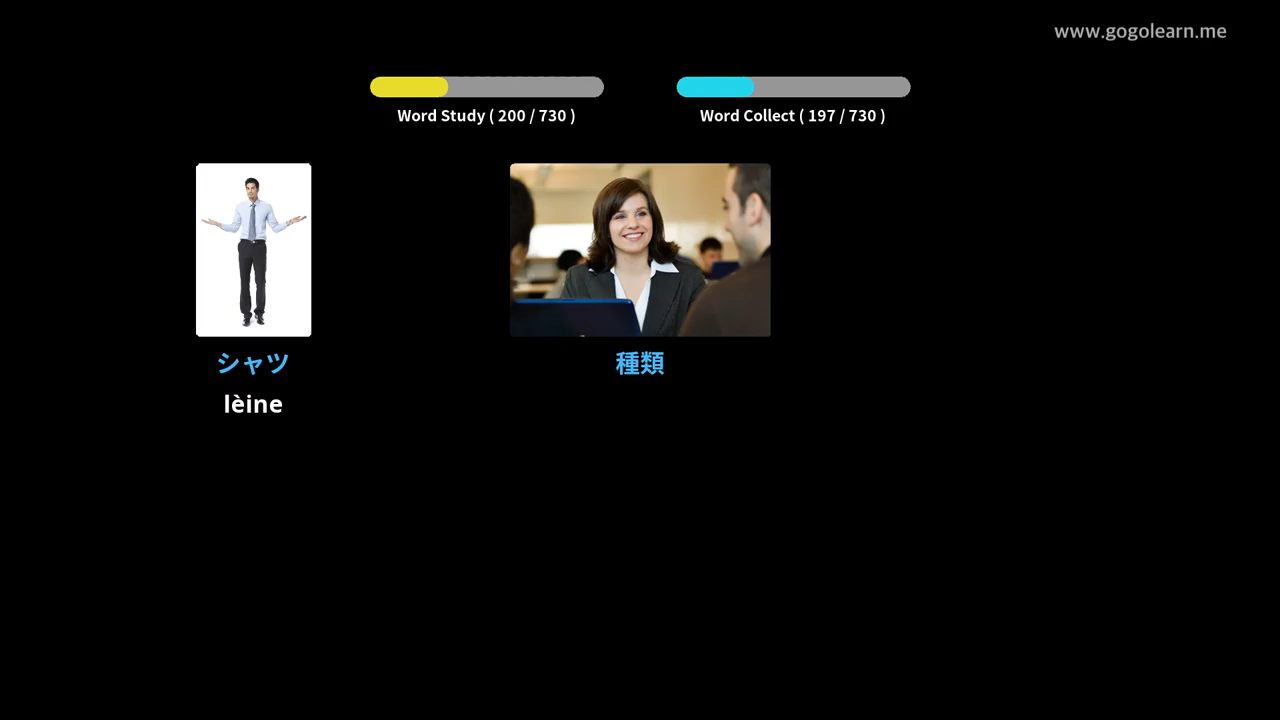 www.gogolearn.me
Word Study ( 200 / 730 )
Word Collect ( 197 / 730 )
シャツ
lèine
種類